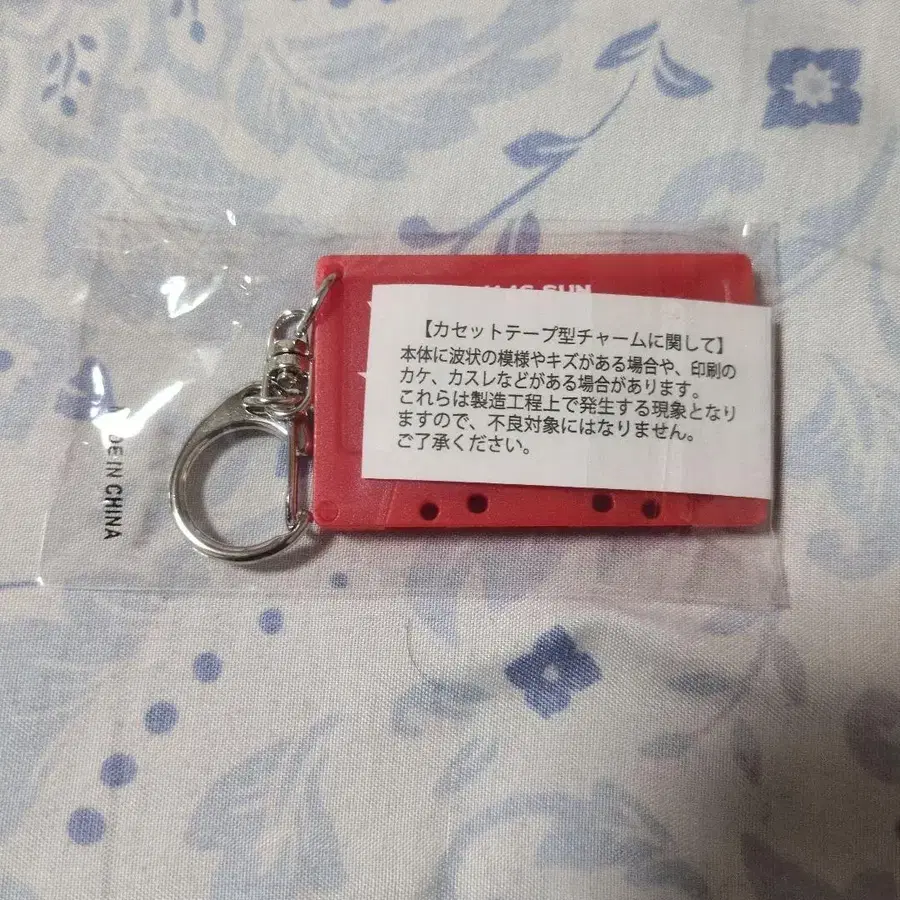 SUN
【カセットテープ型チャームに関して】
本体に波状の模様やキズがある場合や、印刷の
カケ、カスレなどがある場合があります。
これらは製造工程上で発生する現象となり
ますので、不良対象にはなりません。
ご了承ください。
MADE IN CHINA